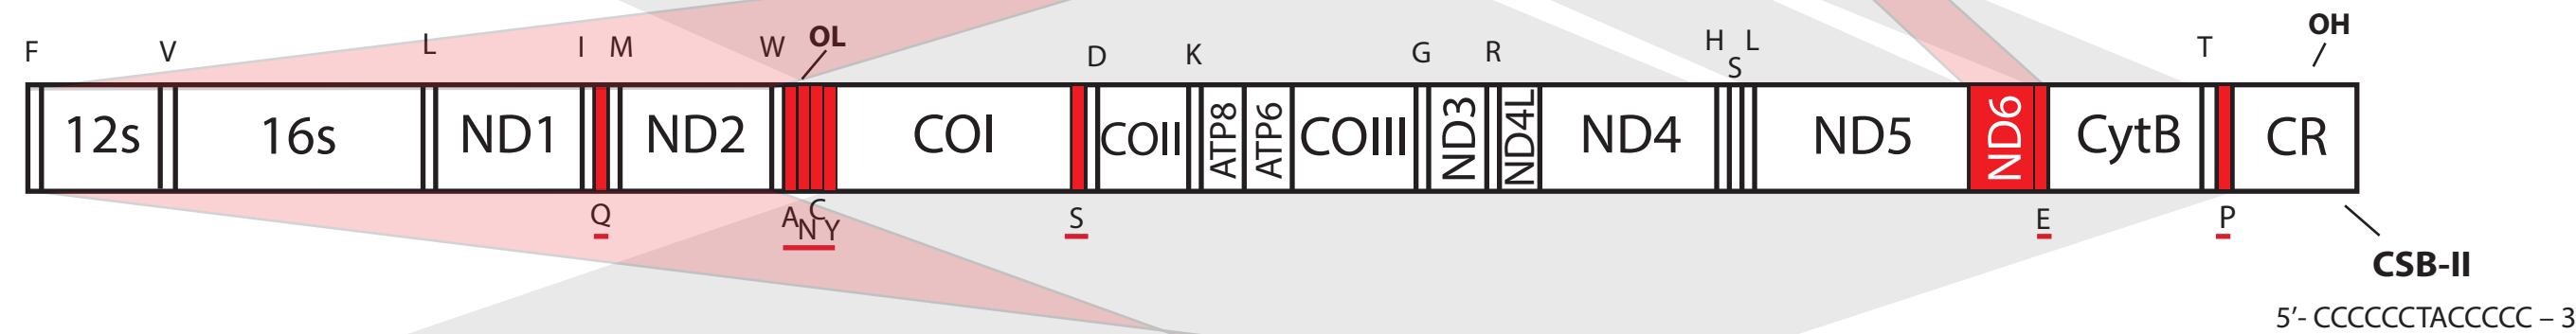 F V L I M W OL D K G R H S L T OH
12s 16s ND1 ND2 COI COII ATP8 ATP6 COIII ND3 ND4L ND4 ND5 ND6 CytB CR
Q A N C Y S E P
CSB-II
5’- CCCCCCTACCCCC – 3